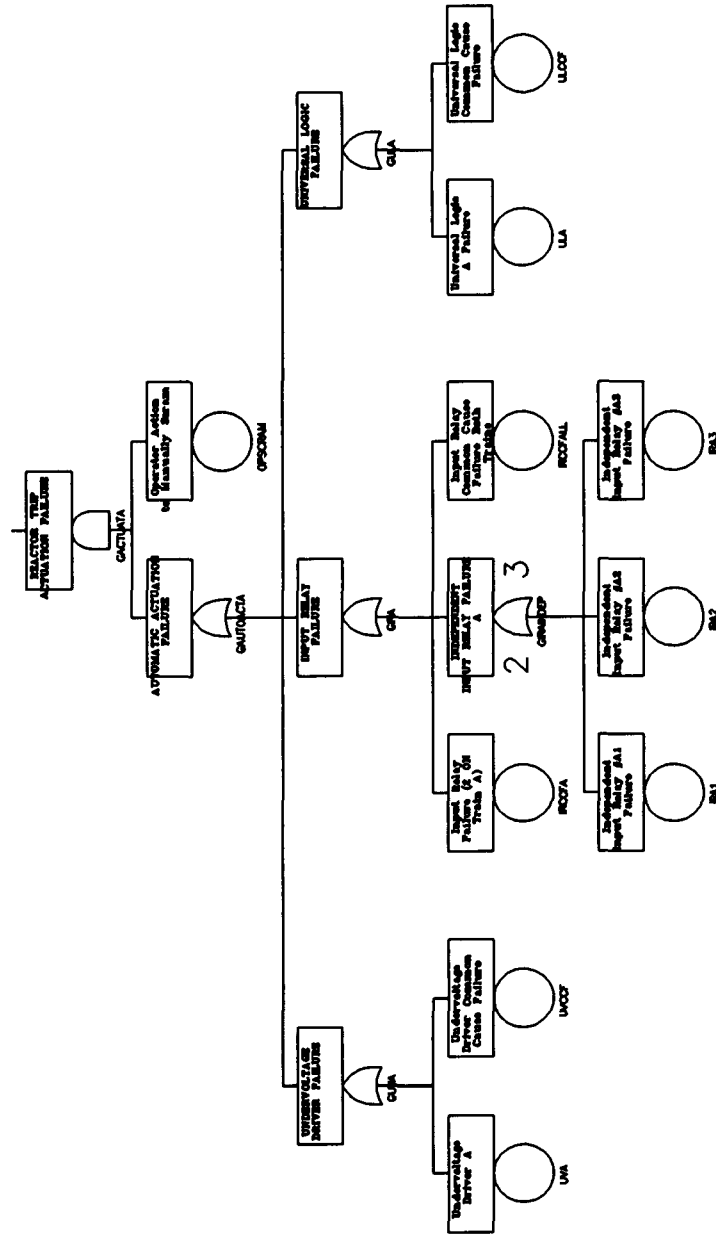 REACTOR TRIP
ACTUATION FAILURE
GACTUATA
AUTOMATIC ACTUATION
FAILURE
GAUTOACTA
Operator Action
to Manually Scram
OPSCRAM
UNDERVOLTAGE
DRIVER FAILURE
GUVA
INPUT RELAY
FAILURE
GIRA
UNIVERSAL LOGIC
FAILURE
GULA
Undervoltage
Driver A
UVA
Undervoltage
Driver Common
Cause Failure
UVCCF
Input Relay
Failure (2 ON
Train A)
IRCCFA
INDEPENDENT
INPUT RELAY FAILURE
A
2 3
GIRAINDEP
Input Relay
Common Cause
Failure Both
Trains
IRCCFALL
Universal Logic
A Failure
ULA
Universal Logic
Common Cause
Failure
ULCCF
Independent
Input Relay #A1
Failure
IRA1
Independent
Input Relay #A2
Failure
IRA2
Independent
Input Relay #A3
Failure
IRA3